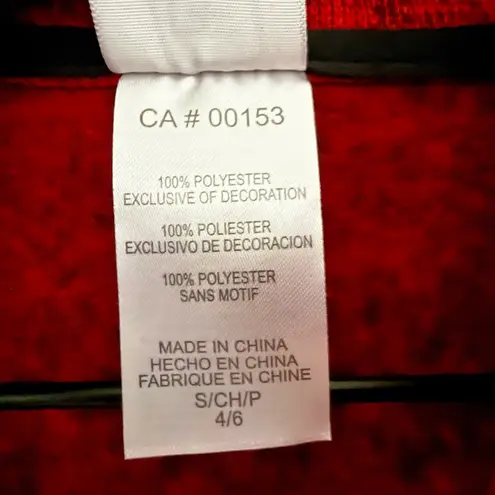 CA # 00153
100% POLYESTER
EXCLUSIVE OF DECORATION
100% POLIESTER
EXCLUSIVO DE DECORACION
100% POLYESTER
SANS MOTIF
MADE IN CHINA
HECHO EN CHINA
FABRIQUE EN CHINE
S/CH/P
4/6